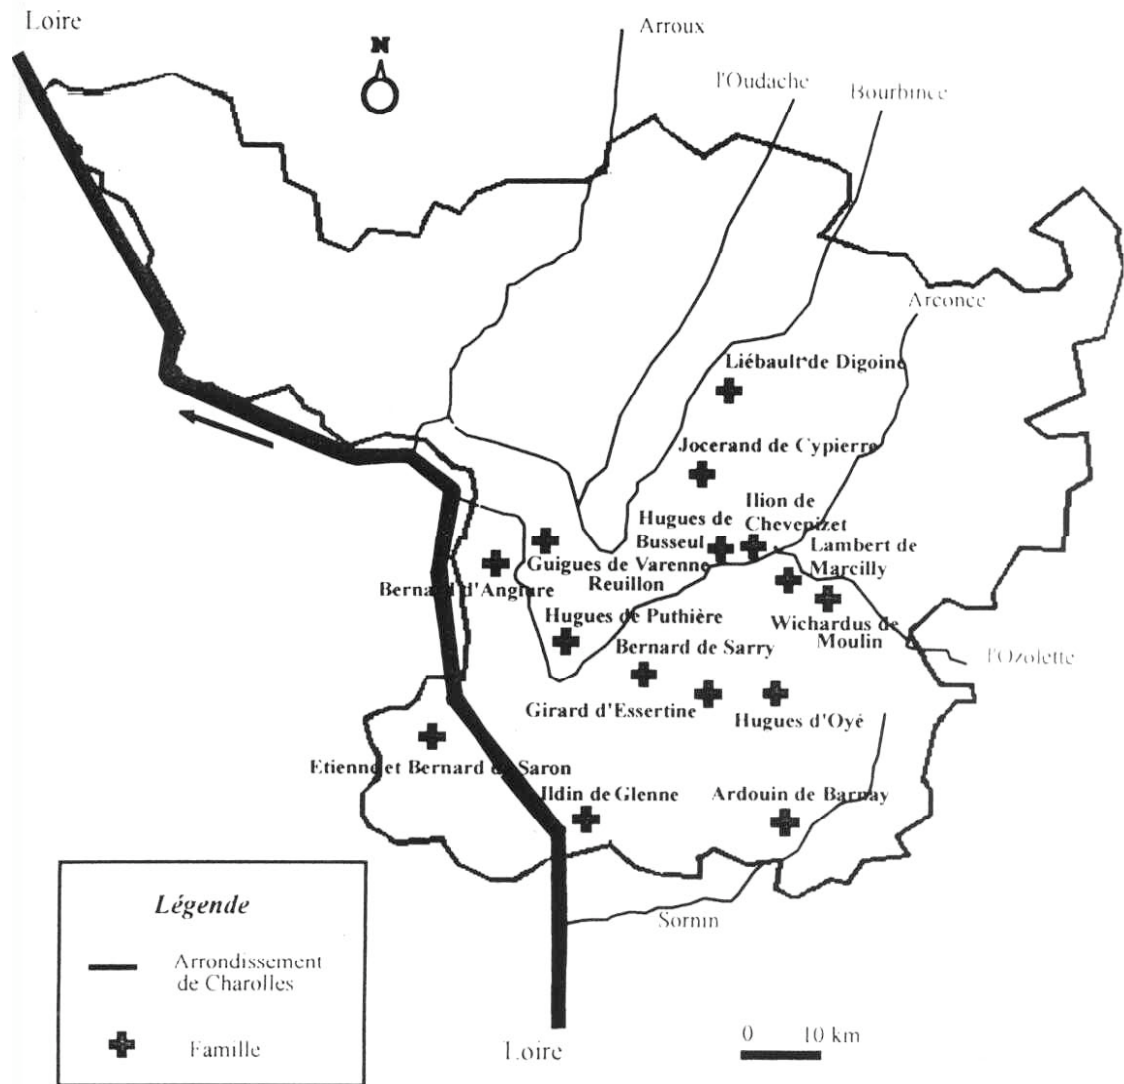 Loire
Arroux
N
l'Oudache
Bourbince
Arconce
Liébault de Digoine
Jocerand de Cypierre
Ilion de
Chevenizet
Hugues de
Busseul
Lambert de
Marcilly
Guigues de Varenne
Reuillon
Bernard d'Anglure
Hugues de Puthière
Wichardus de
Moulin
Bernard de Sarry
l'Ozolette
Girard d'Essertine
Hugues d'Oyé
Etienne et Bernard de Saron
Ildin de Glenne
Ardouin de Barnay
Légende
Sornin
Arrondissement
de Charolles
Famille
0 10 km
Loire